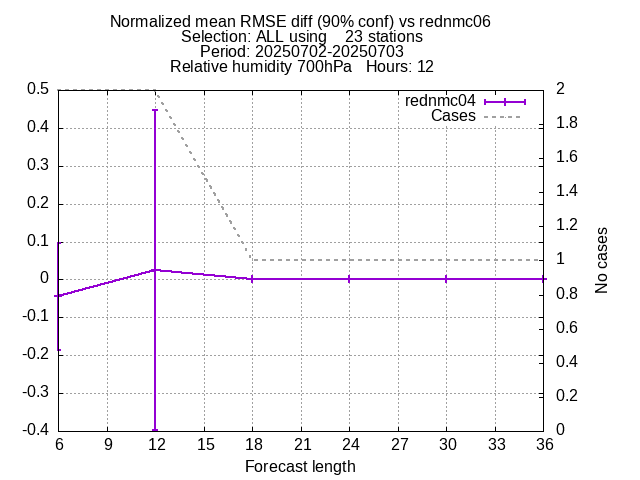 Normalized mean RMSE diff (90% conf) vs rednmc06
Selection: ALL using    23 stations
Period: 20250702-20250703
Relative humidity 700hPa   Hours: 12
rednmc04
Cases
0.5
0.4
0.3
0.2
0.1
0
-0.1
-0.2
-0.3
-0.4
2
1.8
1.6
1.4
1.2
1
0.8
0.6
0.4
0.2
0
No cases
6 9 12 15 18 21 24 27 30 33 36
Forecast length